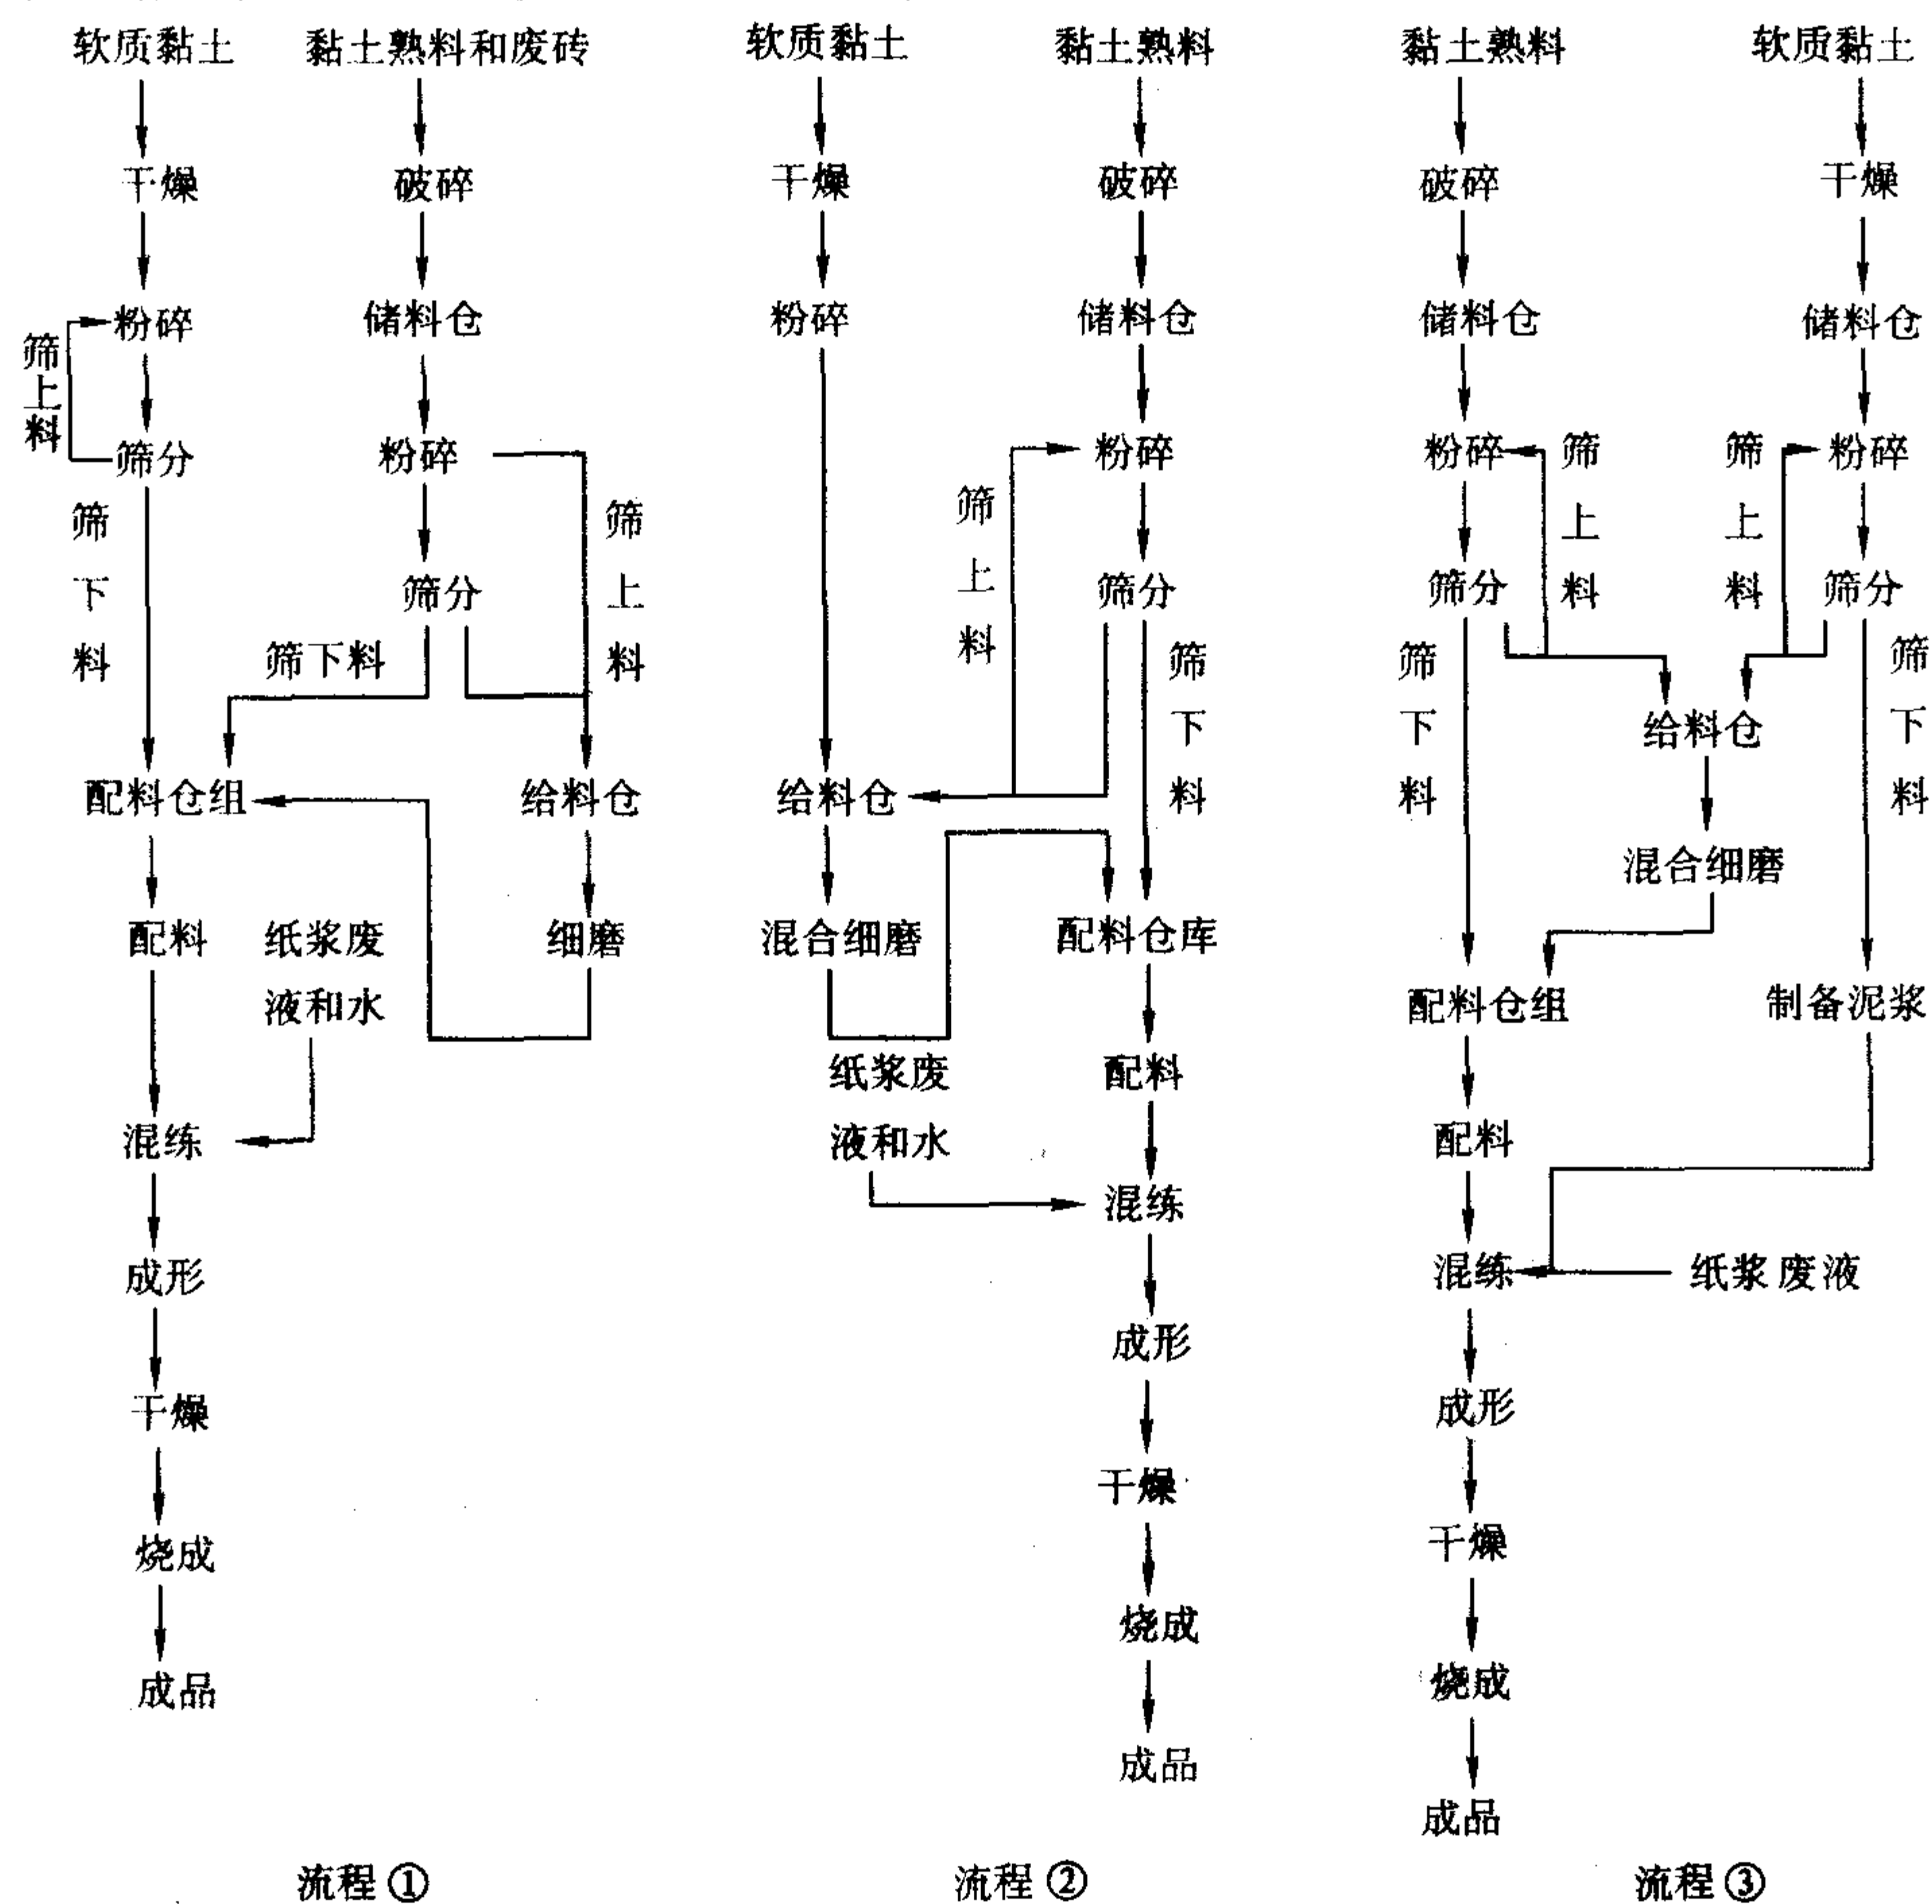 软质黏土
黏土熟料和废砖
干燥
破碎
粉碎
储料仓
筛上料
筛分
粉碎
筛下料
筛上料
筛分
筛下料
配料仓组
给料仓
配料
纸浆废
液和水
细磨
混练
成形
干燥
烧成
成品
流程①
软质黏土
黏土熟料
干燥
破碎
粉碎
储料仓
粉碎
筛上料
筛分
筛下料
给料仓
混合细磨
配料仓库
纸浆废
液和水
配料
混练
成形
干燥
烧成
成品
流程②
黏土熟料
软质黏土
破碎
干燥
储料仓
储料仓
粉碎
筛上料
筛上料
粉碎
筛分
筛分
筛下料
筛下料
给料仓
混合细磨
配料仓组
制备泥浆
配料
混练
纸浆废液
成形
干燥
烧成
成品
流程③